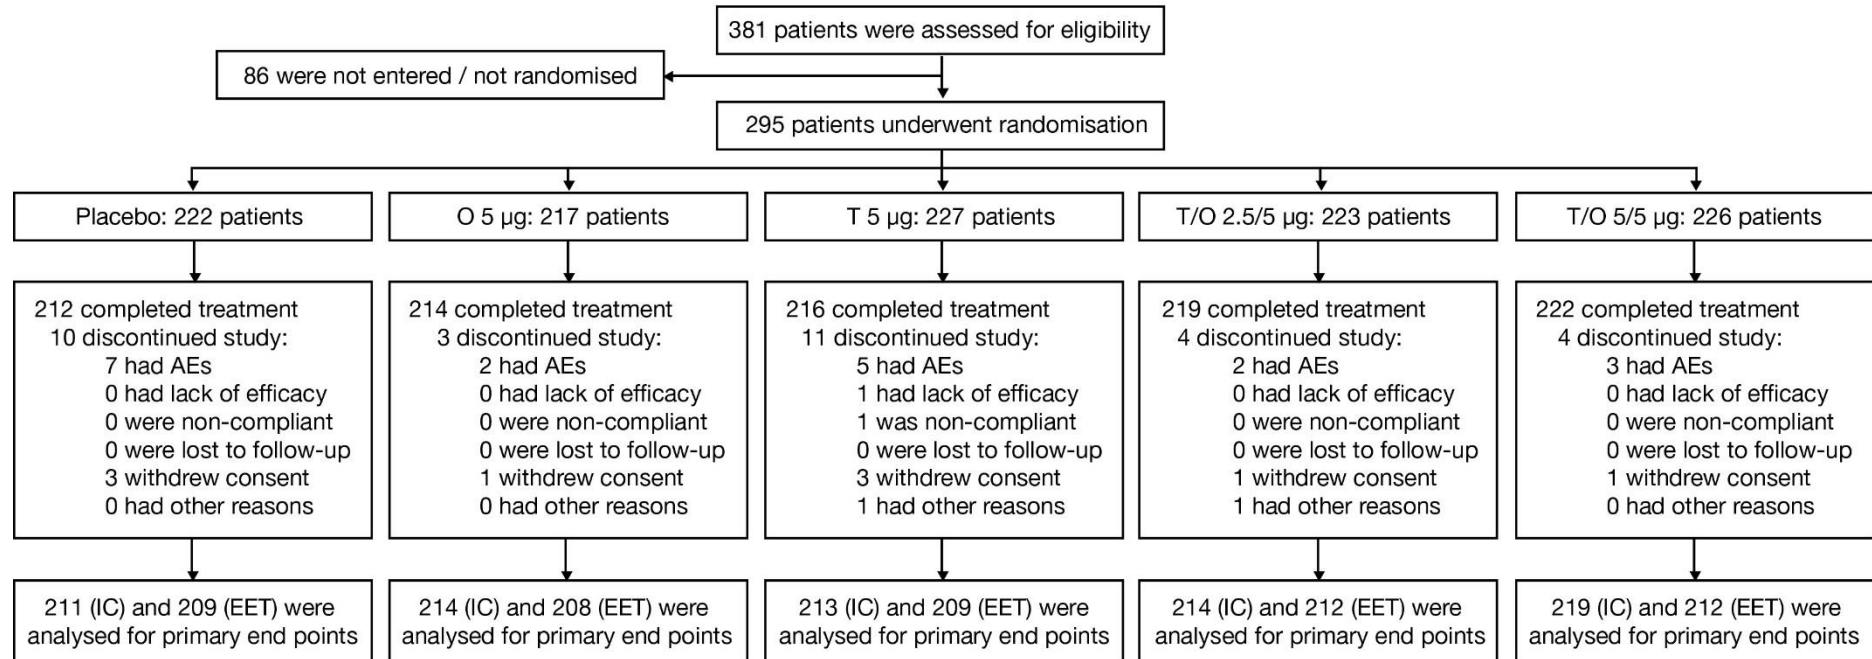 381 patients were assessed for eligibility
86 were not entered / not randomised
295 patients underwent randomisation
Placebo: 222 patients
O 5 µg: 217 patients
T 5 µg: 227 patients
T/O 2.5/5 µg: 223 patients
T/O 5/5 µg: 226 patients
212 completed treatment
10 discontinued study:
7 had AEs
0 had lack of efficacy
0 were non-compliant
0 were lost to follow-up
3 withdrew consent
0 had other reasons
214 completed treatment
3 discontinued study:
2 had AEs
0 had lack of efficacy
0 were non-compliant
0 were lost to follow-up
1 withdrew consent
0 had other reasons
216 completed treatment
11 discontinued study:
5 had AEs
1 had lack of efficacy
1 was non-compliant
0 were lost to follow-up
3 withdrew consent
1 had other reasons
219 completed treatment
4 discontinued study:
2 had AEs
0 had lack of efficacy
0 were non-compliant
0 were lost to follow-up
1 withdrew consent
1 had other reasons
222 completed treatment
4 discontinued study:
3 had AEs
0 had lack of efficacy
0 were non-compliant
0 were lost to follow-up
1 withdrew consent
0 had other reasons
211 (IC) and 209 (EET) were
analysed for primary end points
214 (IC) and 208 (EET) were
analysed for primary end points
213 (IC) and 209 (EET) were
analysed for primary end points
214 (IC) and 212 (EET) were
analysed for primary end points
219 (IC) and 212 (EET) were
analysed for primary end points